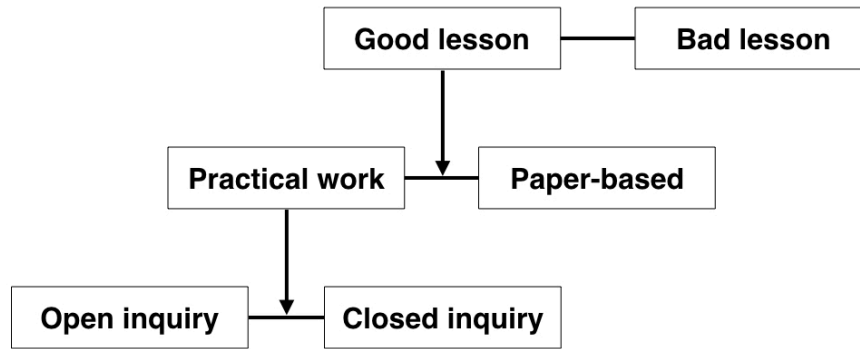 Good lesson
Bad lesson
Practical work
Paper-based
Open inquiry
Closed inquiry